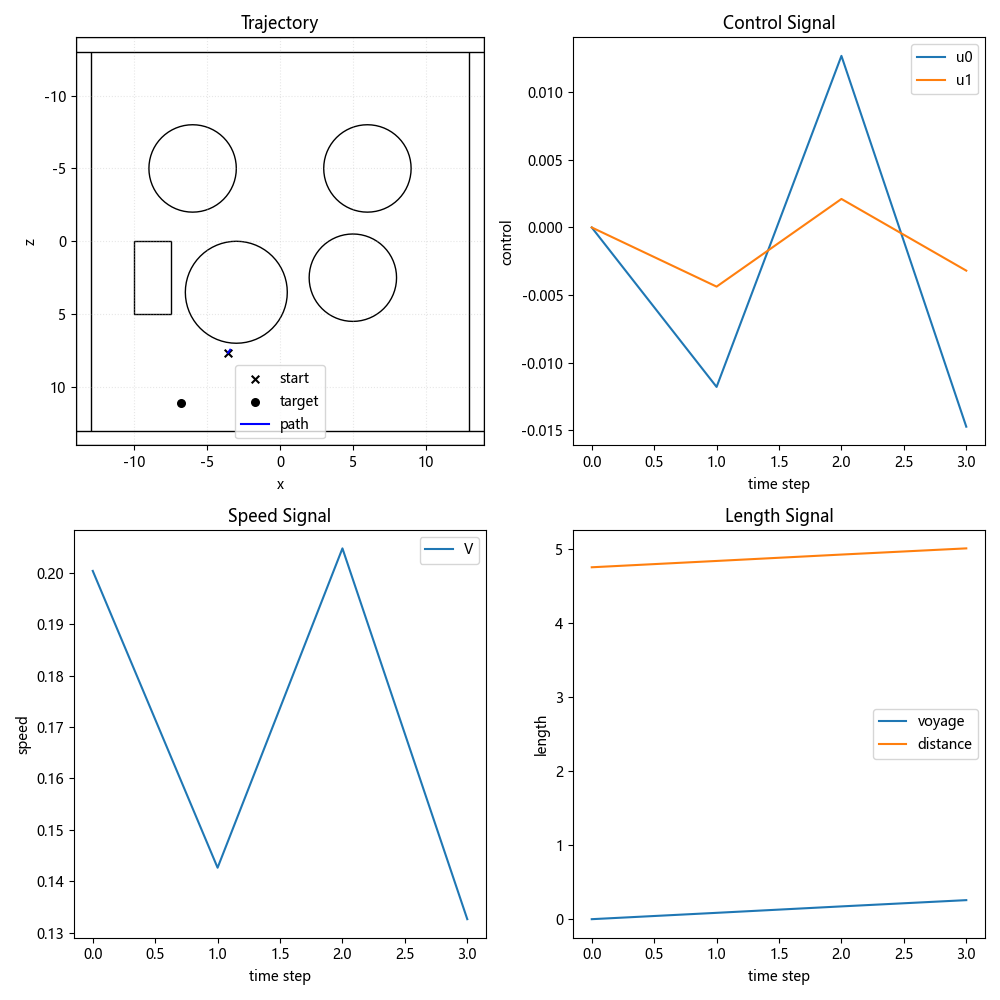 Trajectory
-10
-5
0
5
10
z
-10 -5 0 5 10
x
start
target
path
Control Signal
0.010
0.005
0.000
-0.005
-0.010
-0.015
control
0.0 0.5 1.0 1.5 2.0 2.5 3.0
time step
u0
u1
Speed Signal
0.20
0.19
0.18
0.17
0.16
0.15
0.14
0.13
speed
0.0 0.5 1.0 1.5 2.0 2.5 3.0
time step
V
Length Signal
5
4
3
2
1
0
length
0.0 0.5 1.0 1.5 2.0 2.5 3.0
time step
voyage
distance